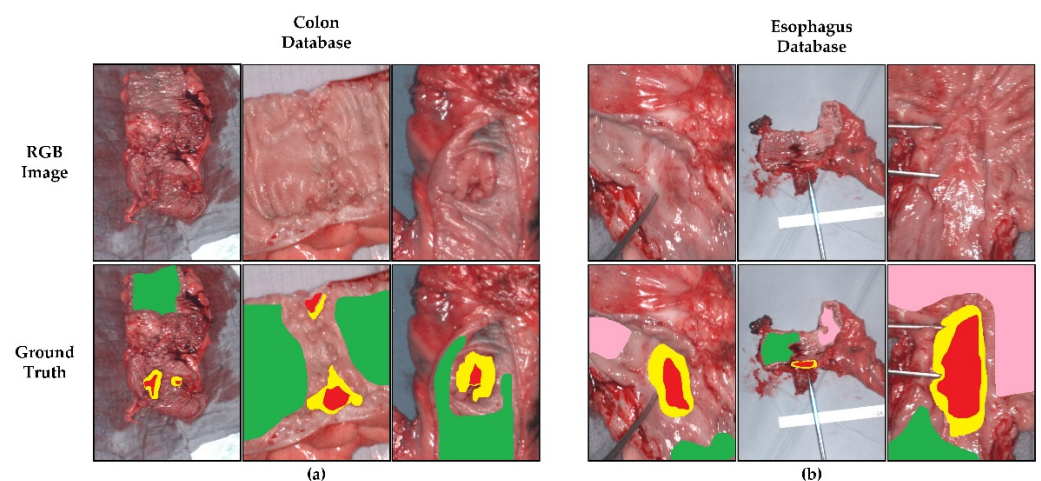 Colon
Database
Esophagus
Database
RGB
Image
Ground
Truth
(a)
(b)